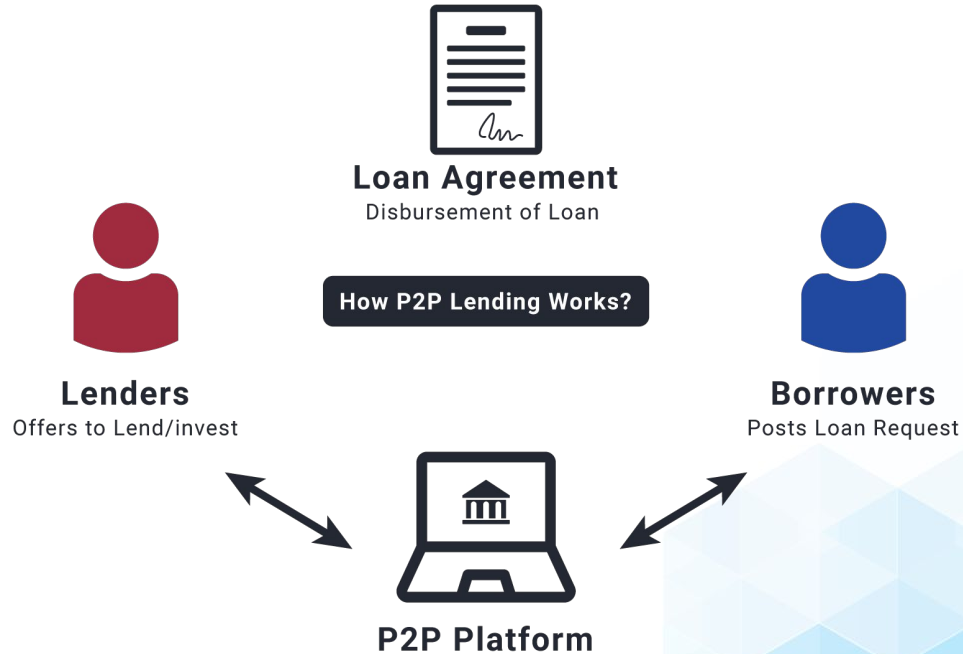 Loan Agreement
Disbursement of Loan
How P2P Lending Works?
Lenders
Offers to Lend/invest
Borrowers
Posts Loan Request
P2P Platform